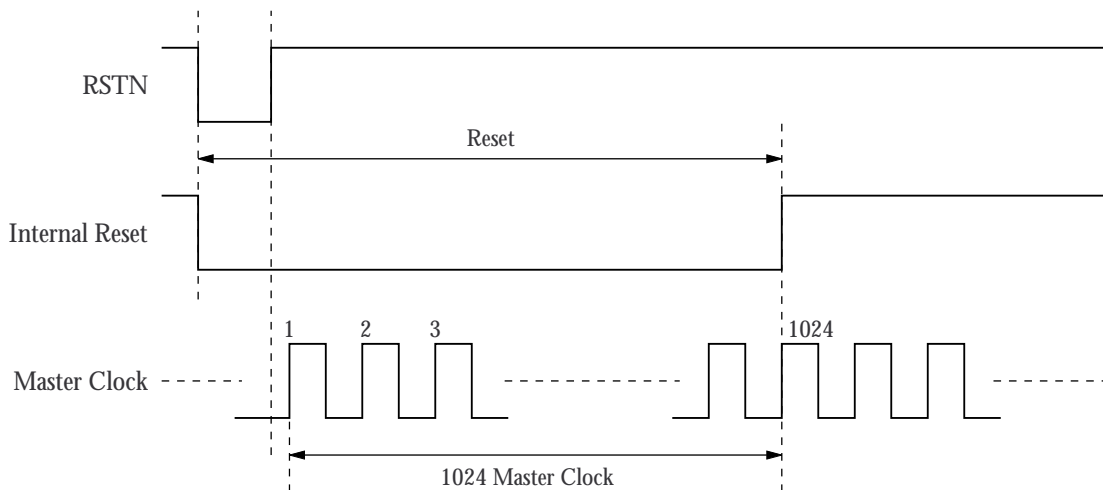 RSTN
Reset
Internal Reset
1 2 3 1024
Master Clock
1024 Master Clock